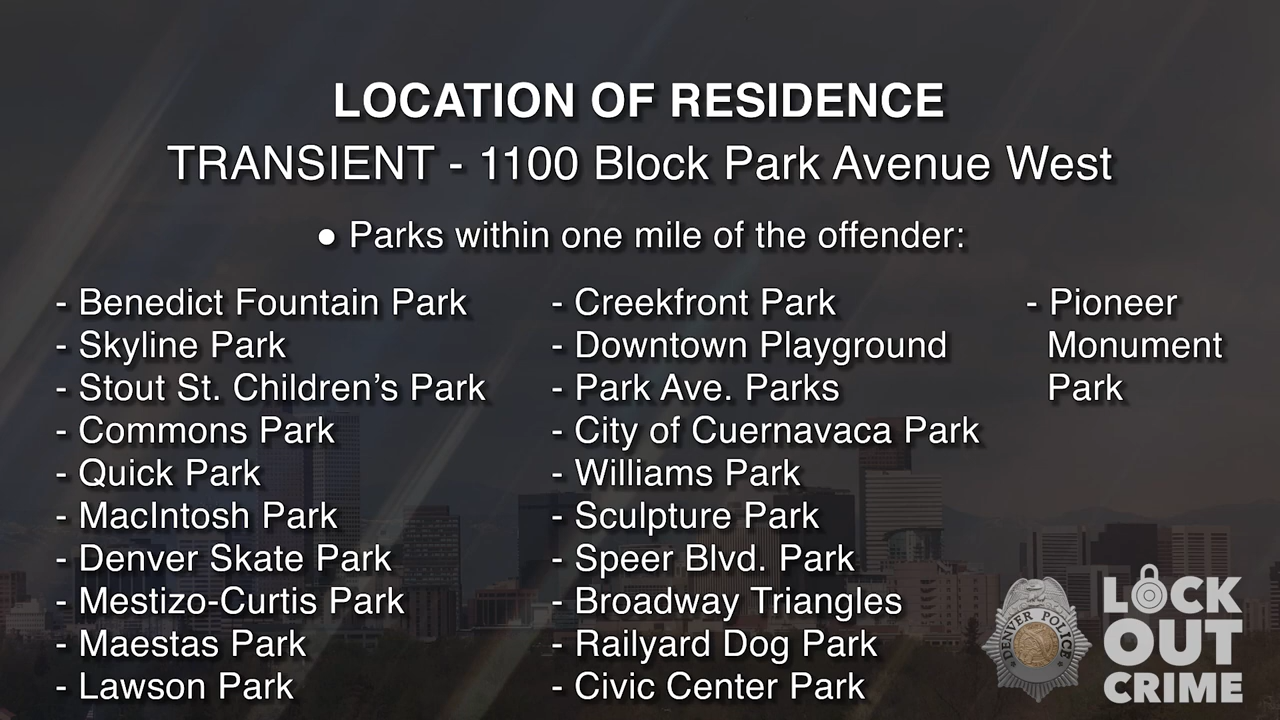 LOCATION OF RESIDENCE
TRANSIENT - 1100 Block Park Avenue West
● Parks within one mile of the offender:
- Benedict Fountain Park
- Skyline Park
- Stout St. Children's Park
- Commons Park
- Quick Park
- MacIntosh Park
- Denver Skate Park
- Mestizo-Curtis Park
- Maestas Park
- Lawson Park
- Creekfront Park
- Downtown Playground
- Park Ave. Parks
- City of Cuernavaca Park
- Williams Park
- Sculpture Park
- Speer Blvd. Park
- Broadway Triangles
- Railyard Dog Park
- Civic Center Park
- Pioneer
Monument
Park
DENVER POLICE
LOCK
OUT
CRIME